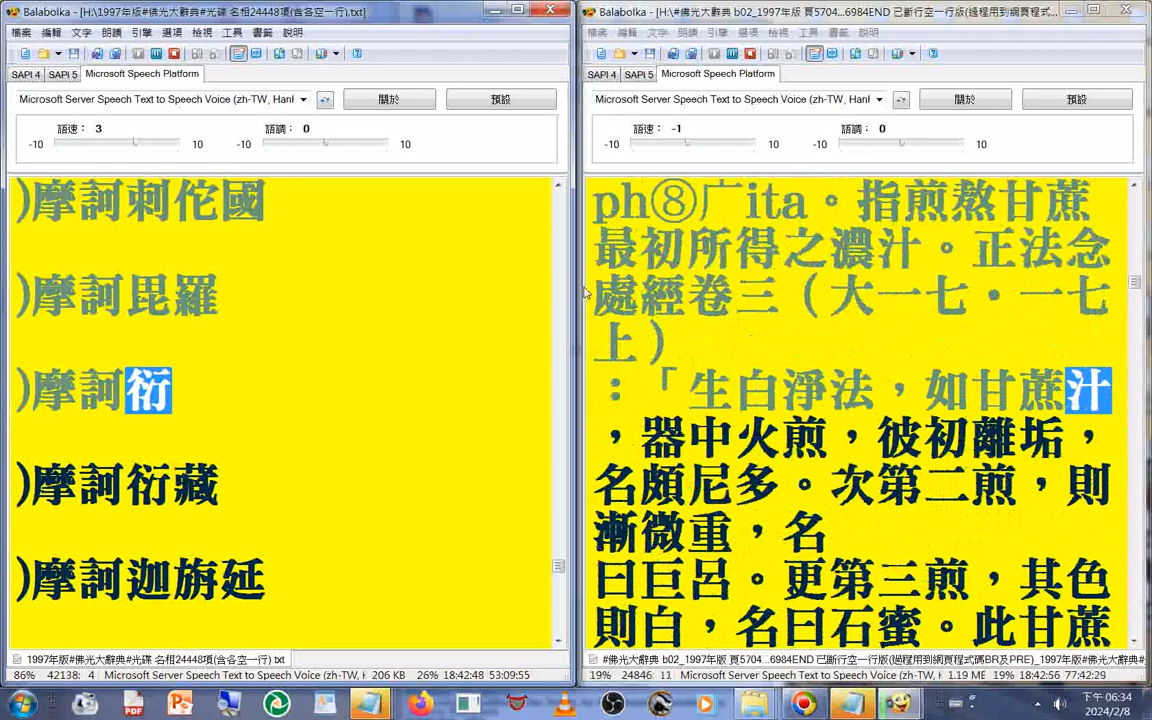 Balabolka - [H:\1997年版#佛光大辭典#光碟 名相24448項(含各空一行).txt]
檔案 編輯 文字 朗讀 引擎 選項 檢視 工具 書籤 說明
SAPI 4 SAPI 5 Microsoft Speech Platform
Microsoft Server Speech Text to Speech Voice (zh-TW, Hanl
關於
預設
語速： 3
語調： 0
-10 10 -10 10
)摩訶刺佗國
)摩訶毘羅
)摩訶衍
)摩訶衍藏
)摩訶迦旃延
1997年版#佛光大辭典#光碟 名相24448項(含各空一行).txt
86% 42138: 4 Microsoft Server Speech Text to Speech Voice (zh-TW, H 206 KB 26% 18:42:48 53:09:55
Balabolka - [H:\#佛光大辭典 b02_1997年版 頁5704...6984END 已斷行空一行版(過程用到網頁程式...
檔案 編輯 文字 朗讀 引擎 選項 檢視 工具 書籤 說明
SAPI 4 SAPI 5 Microsoft Speech Platform
Microsoft Server Speech Text to Speech Voice (zh-TW, Hanl
關於
預設
語速： -1
語調： 0
-10 10 -10 10
ph⑧广ita。指煎熬甘蔗
最初所得之濃汁。正法念
處經卷三（大一七・一七
上）
：「生白淨法，如甘蔗汁
，器中火煎，彼初離垢，
名頗尼多。次第二煎，則
漸微重，名
曰巨呂。更第三煎，其色
則白，名曰石蜜。此甘蔗
#佛光大辭典 b02_1997年版 頁5704...6984END 已斷行空一行版(過程用到網頁程式碼BR及PRE)_1997年版#
19% 24846: 11 Microsoft Server Speech Text to Speech Voice (zh-TW, 1.19 ME 19% 18:42:56 77:42:29
下午 06:34
2024/2/8